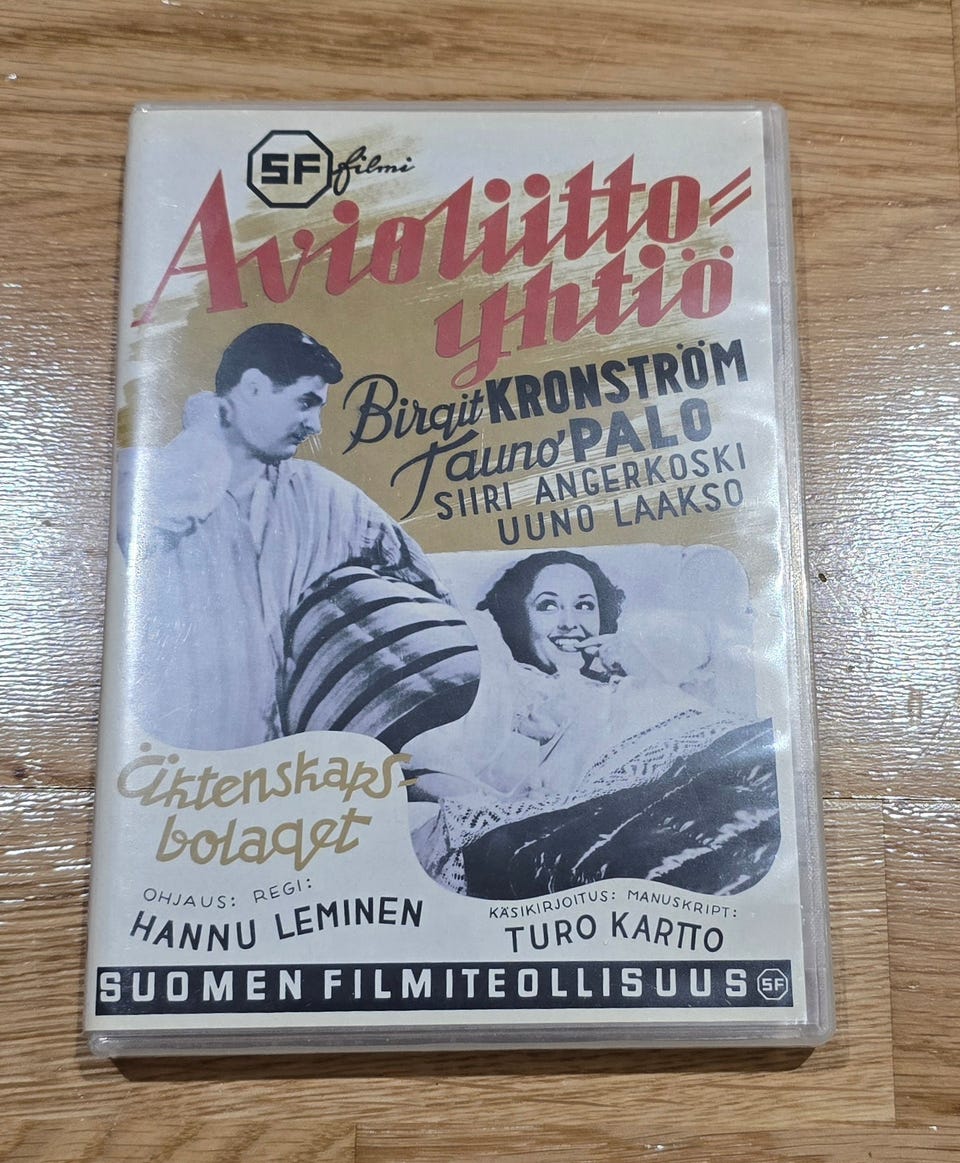 SF filmi
Avioliitto=
yhtiö
Birgit KRONSTRÖM
Tauno PALO
SIIRI ANGERKOSKI
UUNO LAAKSO
Äktenskaps-
bolaget
OHJAUS: REGI:
HANNU LEMINEN
KÄSIKIRJOITUS: MANUSKRIPT:
TURO KARTTO
SUOMEN FILMITEOLLISUUS SF